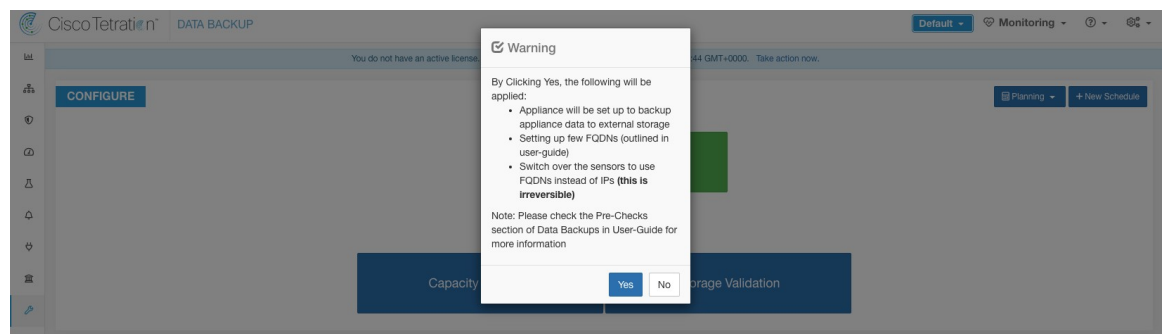 Cisco Tetration™ DATA BACKUP
Default
Monitoring
Warning
You do not have an active license.
44 GMT+0000. Take action now.
By Clicking Yes, the following will be
applied:
• Appliance will be set up to backup
appliance data to external storage
• Setting up few FQDNs (outlined in
user-guide)
• Switch over the sensors to use
FQDNs instead of IPs (this is
irreversible)
Note: Please check the Pre-Checks
section of Data Backups in User-Guide for
more information
Yes No
CONFIGURE
Planning
+ New Schedule
Capacity
orage Validation